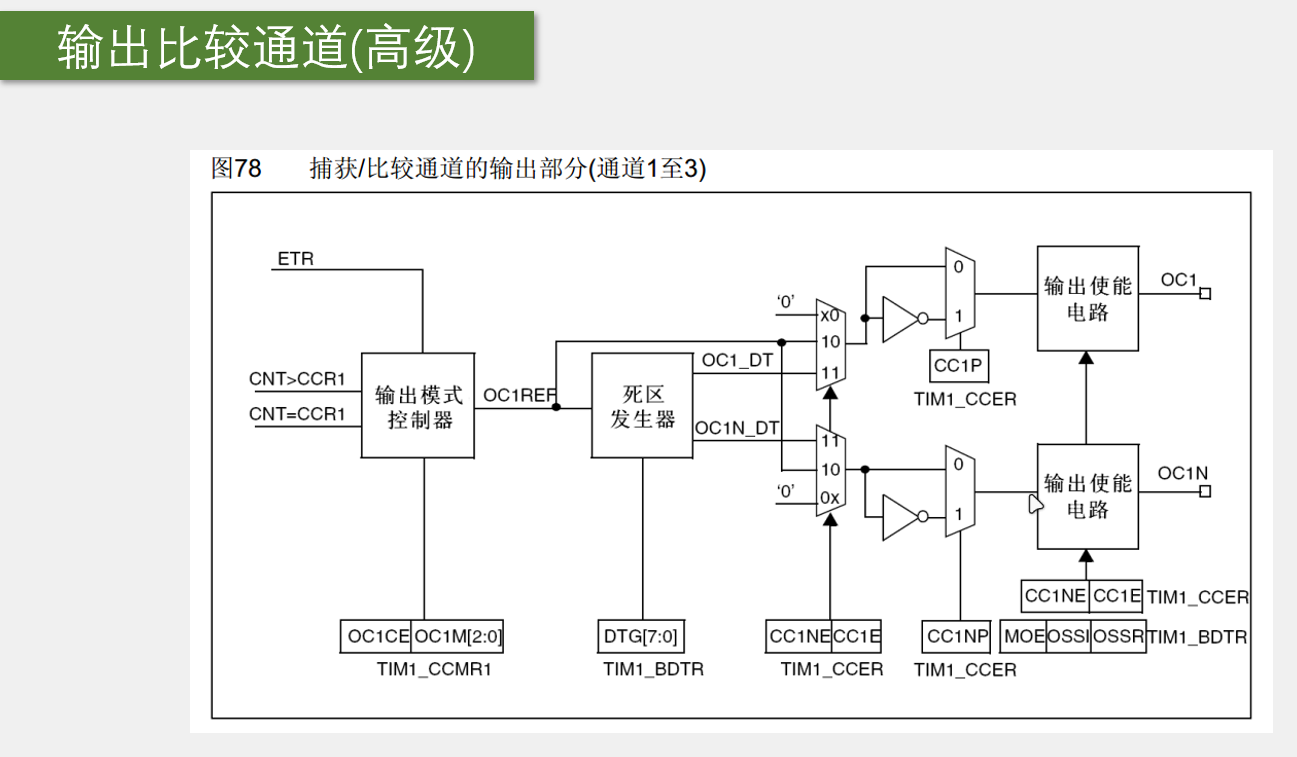 输出比较通道(高级)
图78 捕获/比较通道的输出部分(通道1至3)
ETR
CNT>CCR1
CNT=CCR1
输出模式
控制器
OC1REF
死区
发生器
OC1_DT
OC1N_DT
‘0’
x0
10
11
11
10
‘0’
0x
0
1
CC1P
TIM1_CCER
0
1
输出使能
电路
OC1
输出使能
电路
OC1N
CC1NE CC1E TIM1_CCER
OC1CE OC1M[2:0]
TIM1_CCMR1
DTG[7:0]
TIM1_BDTR
CC1NE CC1E
TIM1_CCER
CC1NP
TIM1_CCER
MOE OSSI OSSR TIM1_BDTR